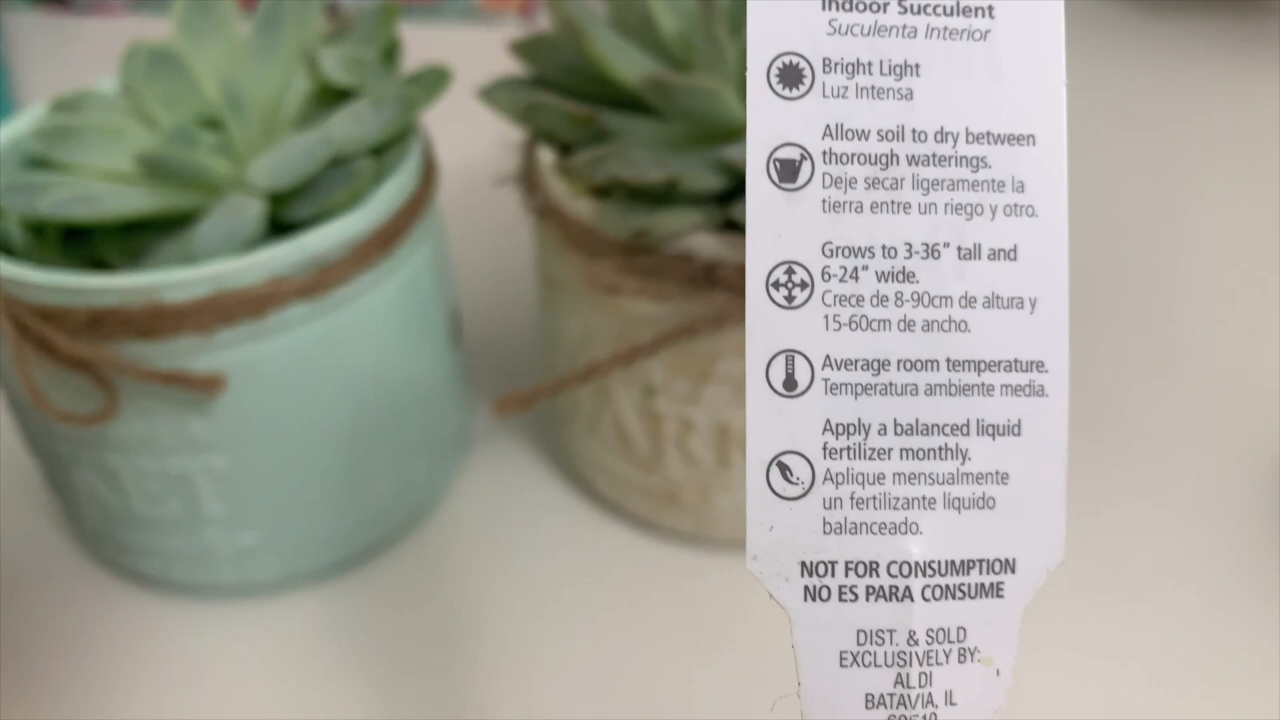 Indoor Succulent
Suculenta Interior
Bright Light
Luz Intensa
Allow soil to dry between
thorough waterings.
Deje secar ligeramente la
tierra entre un riego y otro.
Grows to 3-36" tall and
6-24" wide.
Crece de 8-90cm de altura y
15-60cm de ancho.
Average room temperature.
Temperatura ambiente media.
Apply a balanced liquid
fertilizer monthly.
Aplique mensualmente
un fertilizante líquido
balanceado.
NOT FOR CONSUMPTION
NO ES PARA CONSUME
DIST. & SOLD
EXCLUSIVELY BY:
ALDI
BATAVIA, IL